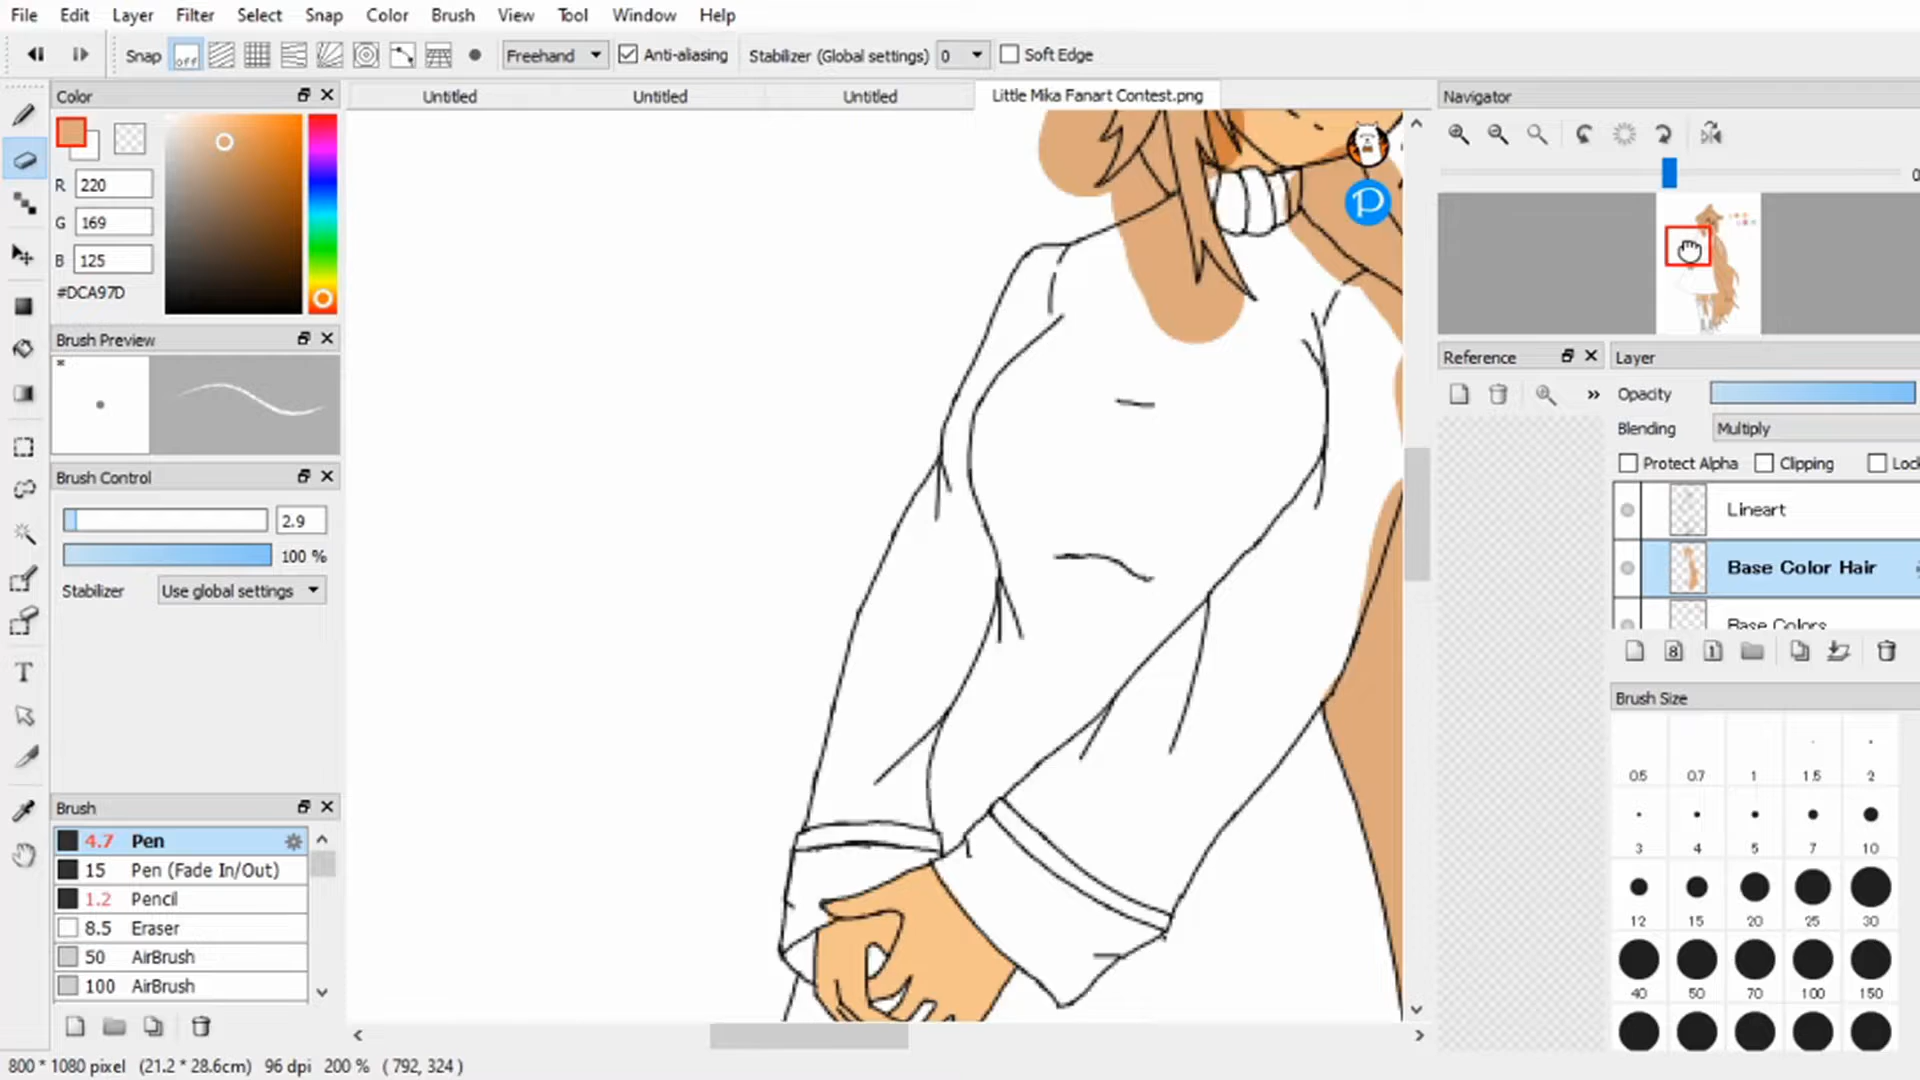 File Edit Layer Filter Select Snap Color Brush View Tool Window Help
Snap off Freehand Anti-aliasing Stabilizer (Global settings) 0 Soft Edge
Color
Untitled Untitled Untitled Little Mika Fanart Contest.png
Navigator
R 220
G 169
B 125
#DCA97D
0
P
Brush Preview
*
Reference Layer
» Opacity
Blending Multiply
Protect Alpha Clipping Lock
Lineart
Base Color Hair
Base Colors
8 1
Brush Control
2.9
100 %
Stabilizer Use global settings
T
Brush Size
0.5 0.7 1 1.5 2
3 4 5 7 10
12 15 20 25 30
40 50 70 100 150
Brush
4.7 Pen
15 Pen (Fade In/Out)
1.2 Pencil
8.5 Eraser
50 AirBrush
100 AirBrush
800 * 1080 pixel (21.2 * 28.6cm) 96 dpi 200 % ( 792, 324 )